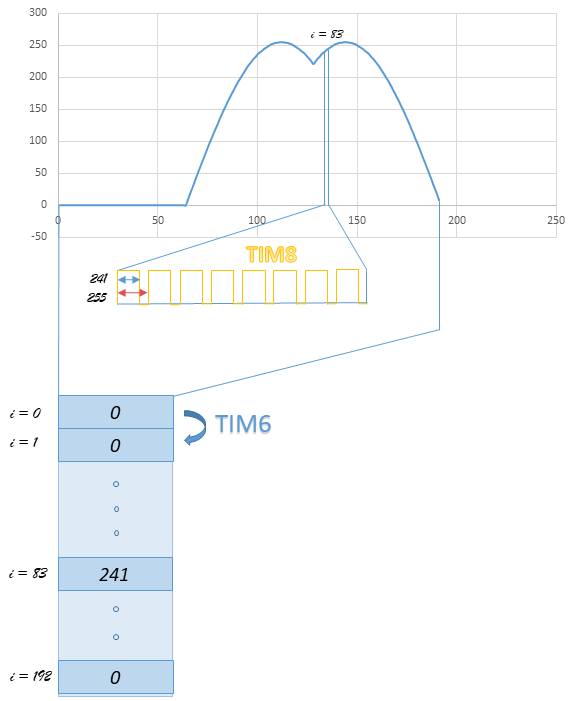 300
250
200
150
100
50
0
-50
i = 83
0 50 100 150 200 250
TIM8
241
255
i = 0 0
TIM6
i = 1 0
i = 83 241
i = 192 0